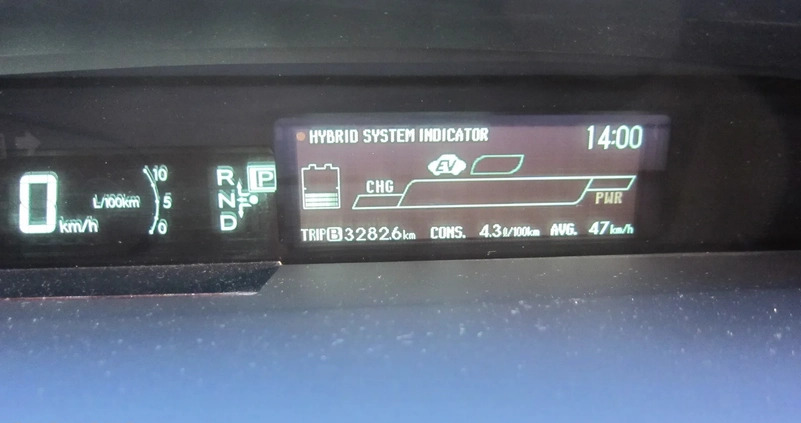 HYBRID SYSTEM INDICATOR 14:00
EV
CHG
PWR
TRIP B 3282.6 km CONS. 4.3 ℓ/100km AVG. 47 km/h
0 km/h
L/100km
10
5
0
R
N
D
P